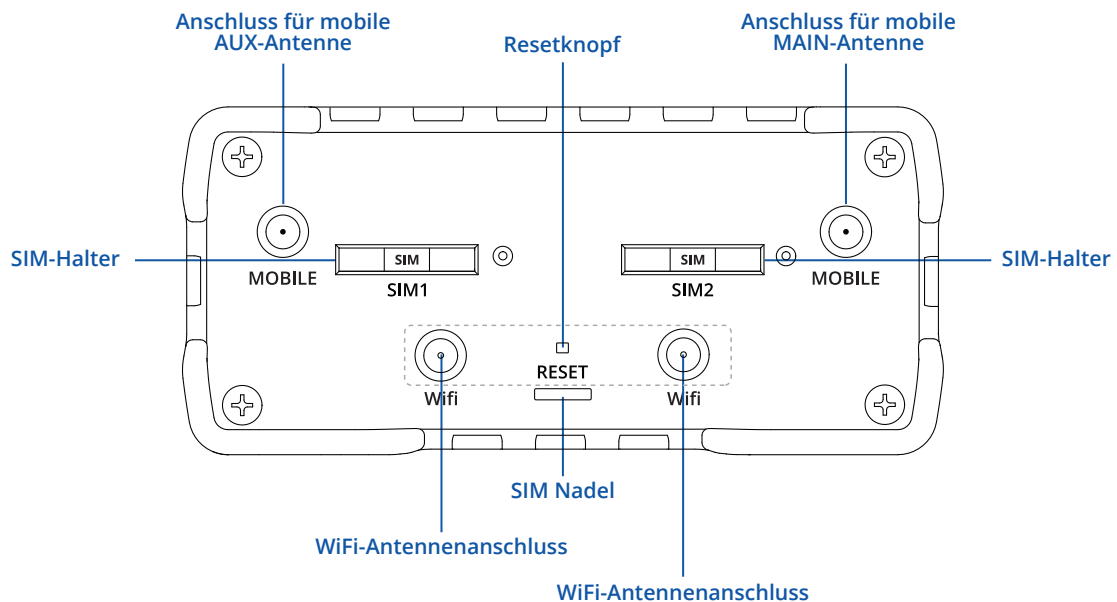 Anschluss für mobile
AUX-Antenne
Resetknopf
Anschluss für mobile
MAIN-Antenne
SIM-Halter
SIM
SIM
SIM-Halter
MOBILE
SIM1
SIM2
MOBILE
RESET
Wifi
Wifi
SIM Nadel
WiFi-Antennenanschluss
WiFi-Antennenanschluss